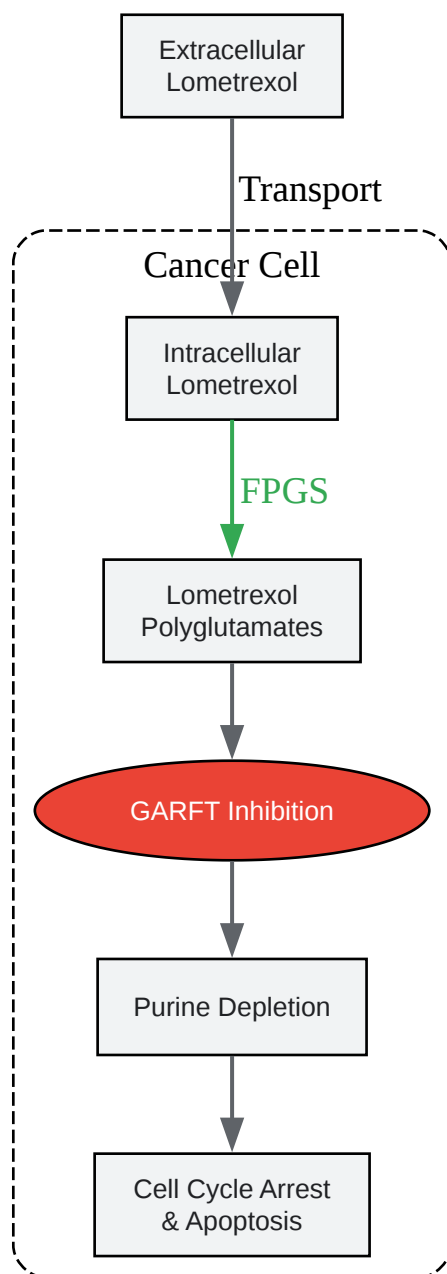 Extracellular
Lometrexol
Transport
Cancer Cell
Intracellular
Lometrexol
FPGS
Lometrexol
Polyglutamates
GARFT Inhibition
Purine Depletion
Cell Cycle Arrest
& Apoptosis